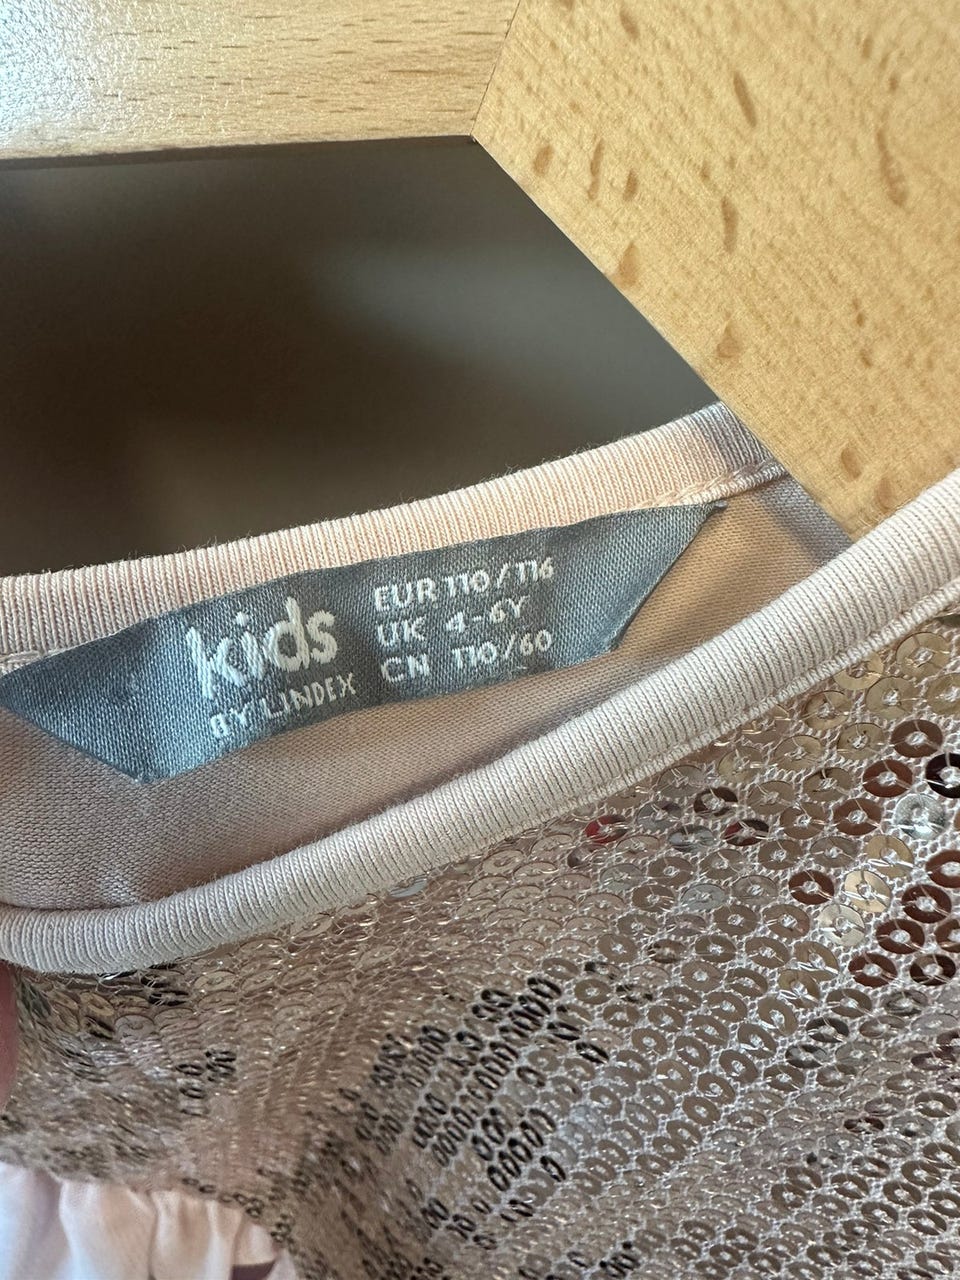 kids
BY LINDEX
EUR 110/116
UK 4-6Y
CN 110/60